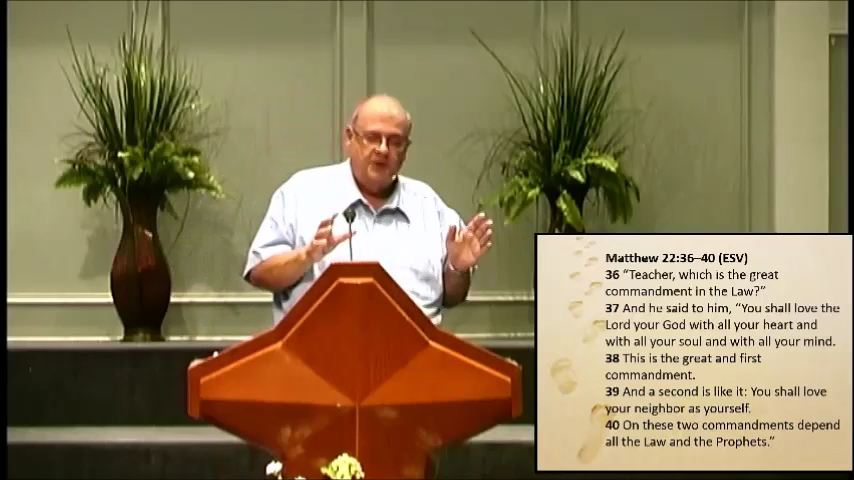 Matthew 22:36–40 (ESV)
36 “Teacher, which is the great
commandment in the Law?”
37 And he said to him, “You shall love the
Lord your God with all your heart and
with all your soul and with all your mind.
38 This is the great and first
commandment.
39 And a second is like it: You shall love
your neighbor as yourself.
40 On these two commandments depend
all the Law and the Prophets.”